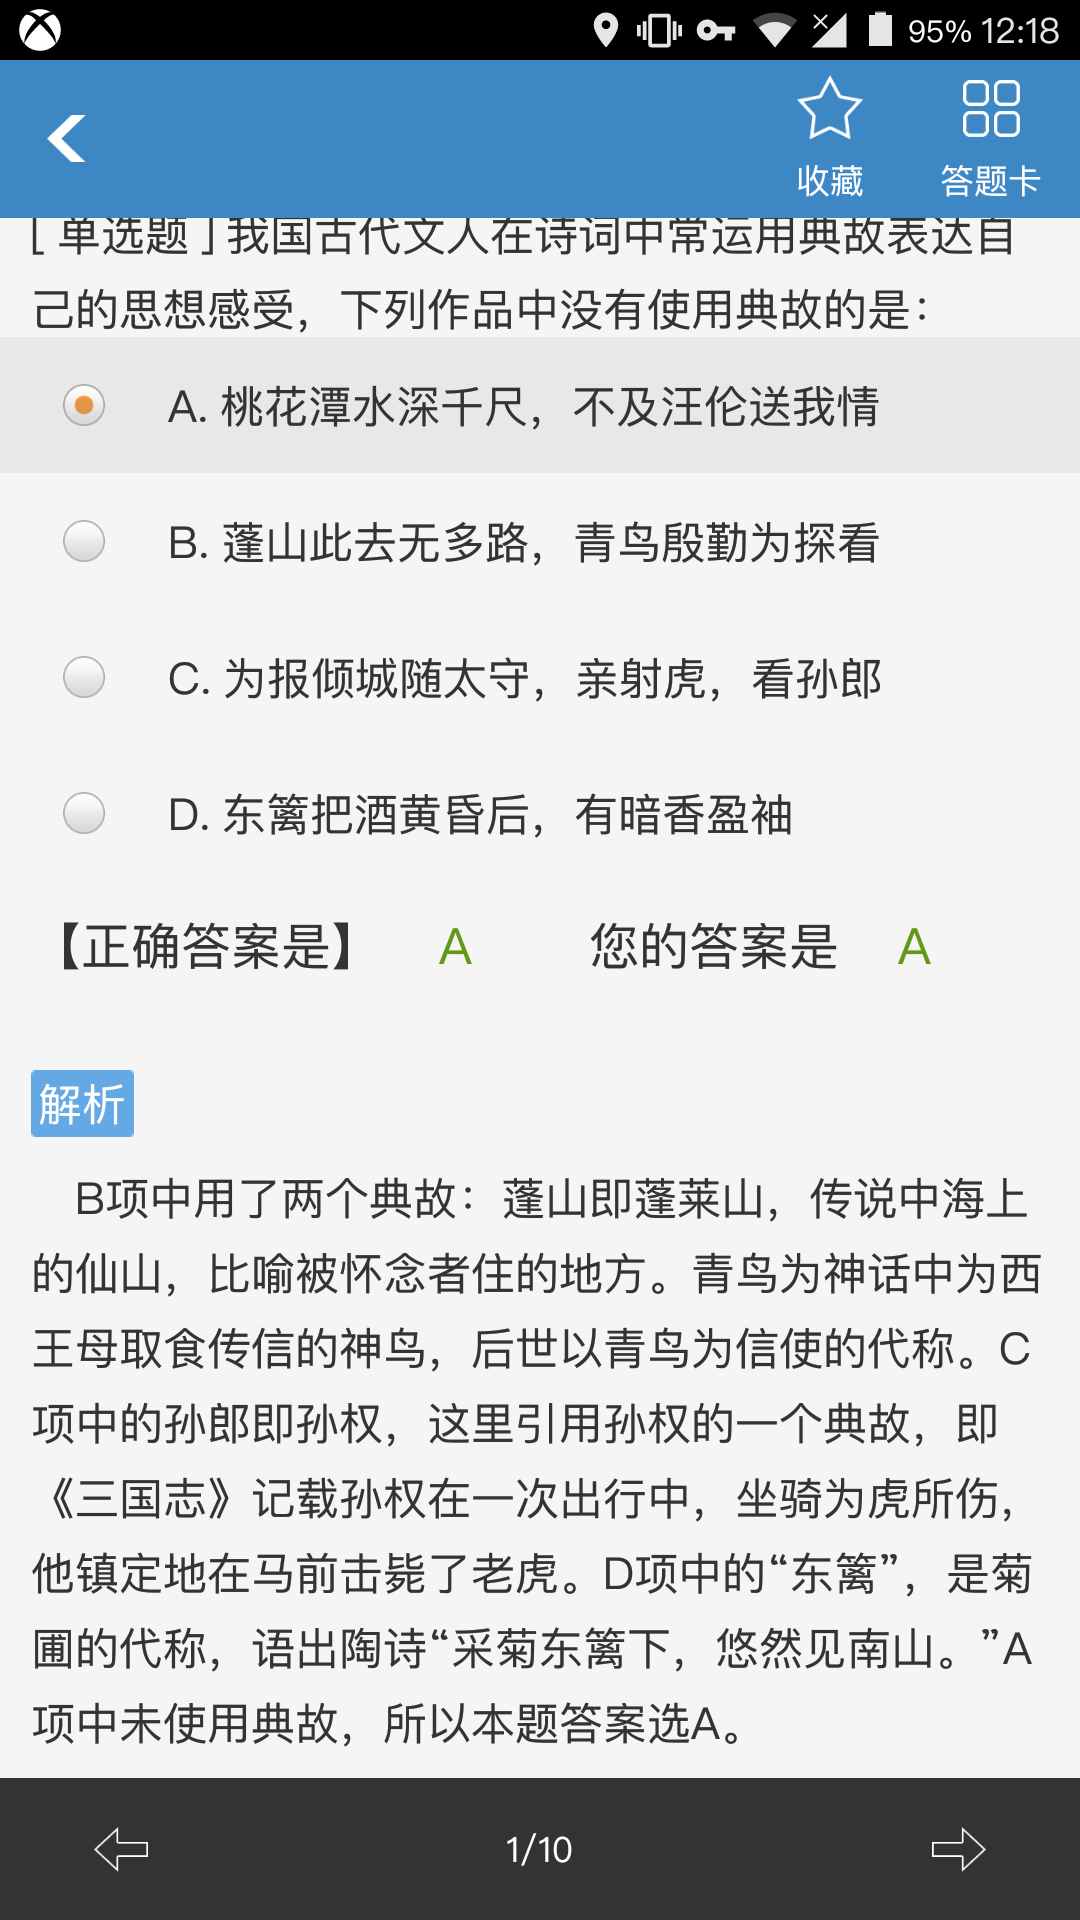 95% 12:18
收藏
答题卡
[ 单选题 ] 我国古代文人在诗词中常运用典故表达自
己的思想感受，下列作品中没有使用典故的是：
A. 桃花潭水深千尺，不及汪伦送我情
B. 蓬山此去无多路，青鸟殷勤为探看
C. 为报倾城随太守，亲射虎，看孙郎
D. 东篱把酒黄昏后，有暗香盈袖
【正确答案是】 A 您的答案是 A
解析
B项中用了两个典故：蓬山即蓬莱山，传说中海上
的仙山，比喻被怀念者住的地方。青鸟为神话中为西
王母取食传信的神鸟，后世以青鸟为信使的代称。C
项中的孙郎即孙权，这里引用孙权的一个典故，即
《三国志》记载孙权在一次出行中，坐骑为虎所伤，
他镇定地在马前击毙了老虎。D项中的“东篱”，是菊
圃的代称，语出陶诗“采菊东篱下，悠然见南山。”A
项中未使用典故，所以本题答案选A。
1/10